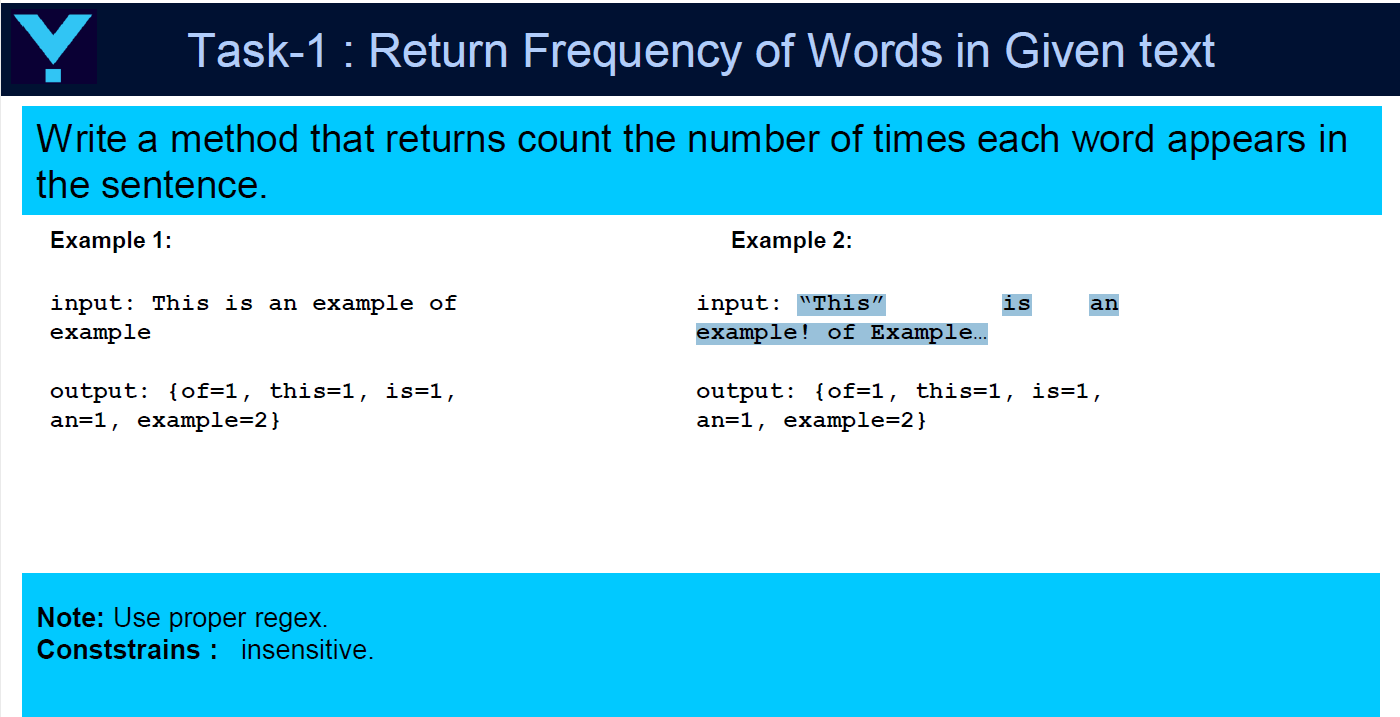 Task-1 : Return Frequency of Words in Given text
Write a method that returns count the number of times each word appears in
the sentence.
Example 1:
input: This is an example of
example
output: {of=1, this=1, is=1,
an=1, example=2}
Example 2:
input: “This” is an
example! of Example…
output: {of=1, this=1, is=1,
an=1, example=2}
Note: Use proper regex.
Conststrains : insensitive.